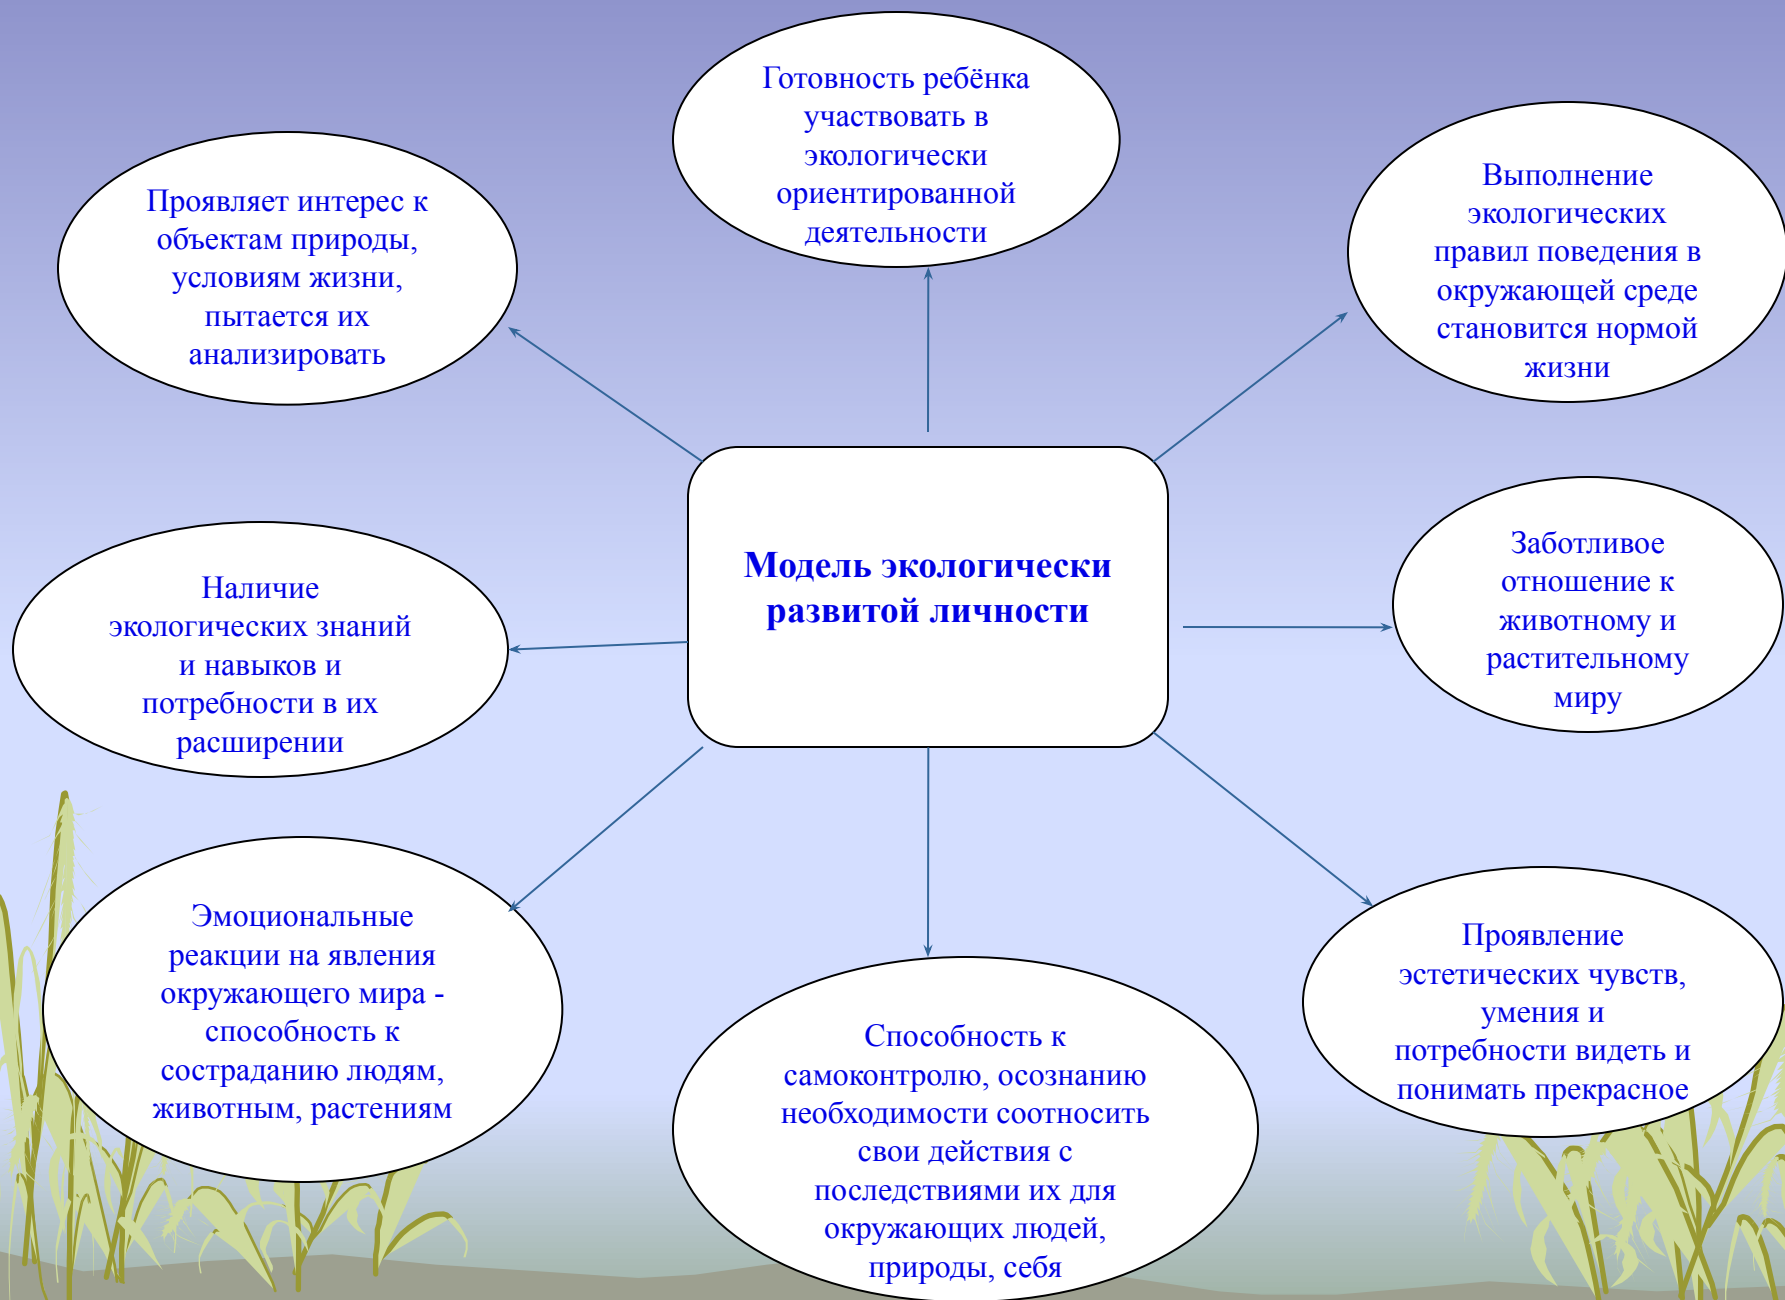 Готовность ребёнка
участвовать в
экологически
ориентированной
деятельности
Проявляет интерес к
объектам природы,
условиям жизни,
пытается их
анализировать
Выполнение
экологических
правил поведения в
окружающей среде
становится нормой
жизни
Модель экологически
развитой личности
Наличие
экологических знаний
и навыков и
потребности в их
расширении
Заботливое
отношение к
животному и
растительному
миру
Эмоциональные
реакции на явления
окружающего мира -
способность к
состраданию людям,
животным, растениям
Способность к
самоконтролю, осознанию
необходимости соотносить
свои действия с
последствиями их для
окружающих людей,
природы, себя
Проявление
эстетических чувств,
умения и
потребности видеть и
понимать прекрасное